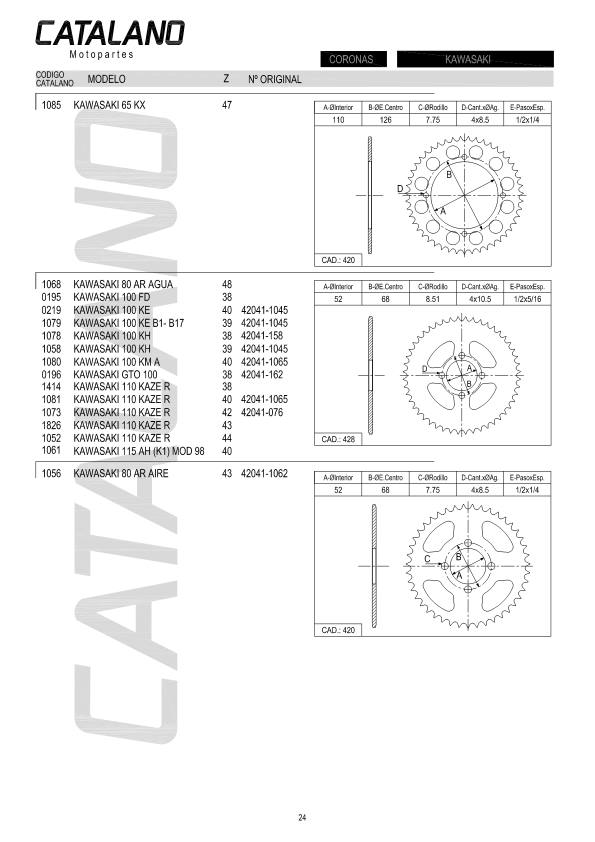 CATALANO
Motopartes
CORONAS KAWASAKI
CODIGO
CATALANO MODELO Z Nº ORIGINAL
1085 KAWASAKI 65 KX 47
A-ØInterior B-ØE.Centro C-ØRodillo D-Cant.xØAg. E-PasoxEsp.
110 126 7.75 4x8.5 1/2x1/4
B
D
A
CAD.: 420
1068 KAWASAKI 80 AR AGUA 48
0195 KAWASAKI 100 FD 38
0219 KAWASAKI 100 KE 40 42041-1045
1079 KAWASAKI 100 KE B1- B17 39 42041-1045
1078 KAWASAKI 100 KH 38 42041-158
1058 KAWASAKI 100 KH 39 42041-1045
1080 KAWASAKI 100 KM A 40 42041-1065
0196 KAWASAKI GTO 100 38 42041-162
1414 KAWASAKI 110 KAZE R 38
1081 KAWASAKI 110 KAZE R 40 42041-1065
1073 KAWASAKI 110 KAZE R 42 42041-076
1826 KAWASAKI 110 KAZE R 43
1052 KAWASAKI 110 KAZE R 44
1061 KAWASAKI 115 AH (K1) MOD 98 40
A-ØInterior B-ØE.Centro C-ØRodillo D-Cant.xØAg. E-PasoxEsp.
52 68 8.51 4x10.5 1/2x5/16
D
A
B
CAD.: 428
1056 KAWASAKI 80 AR AIRE 43 42041-1062
A-ØInterior B-ØE.Centro C-ØRodillo D-Cant.xØAg. E-PasoxEsp.
52 68 7.75 4x8.5 1/2x1/4
B
C
A
CAD.: 420
CATALANO
24